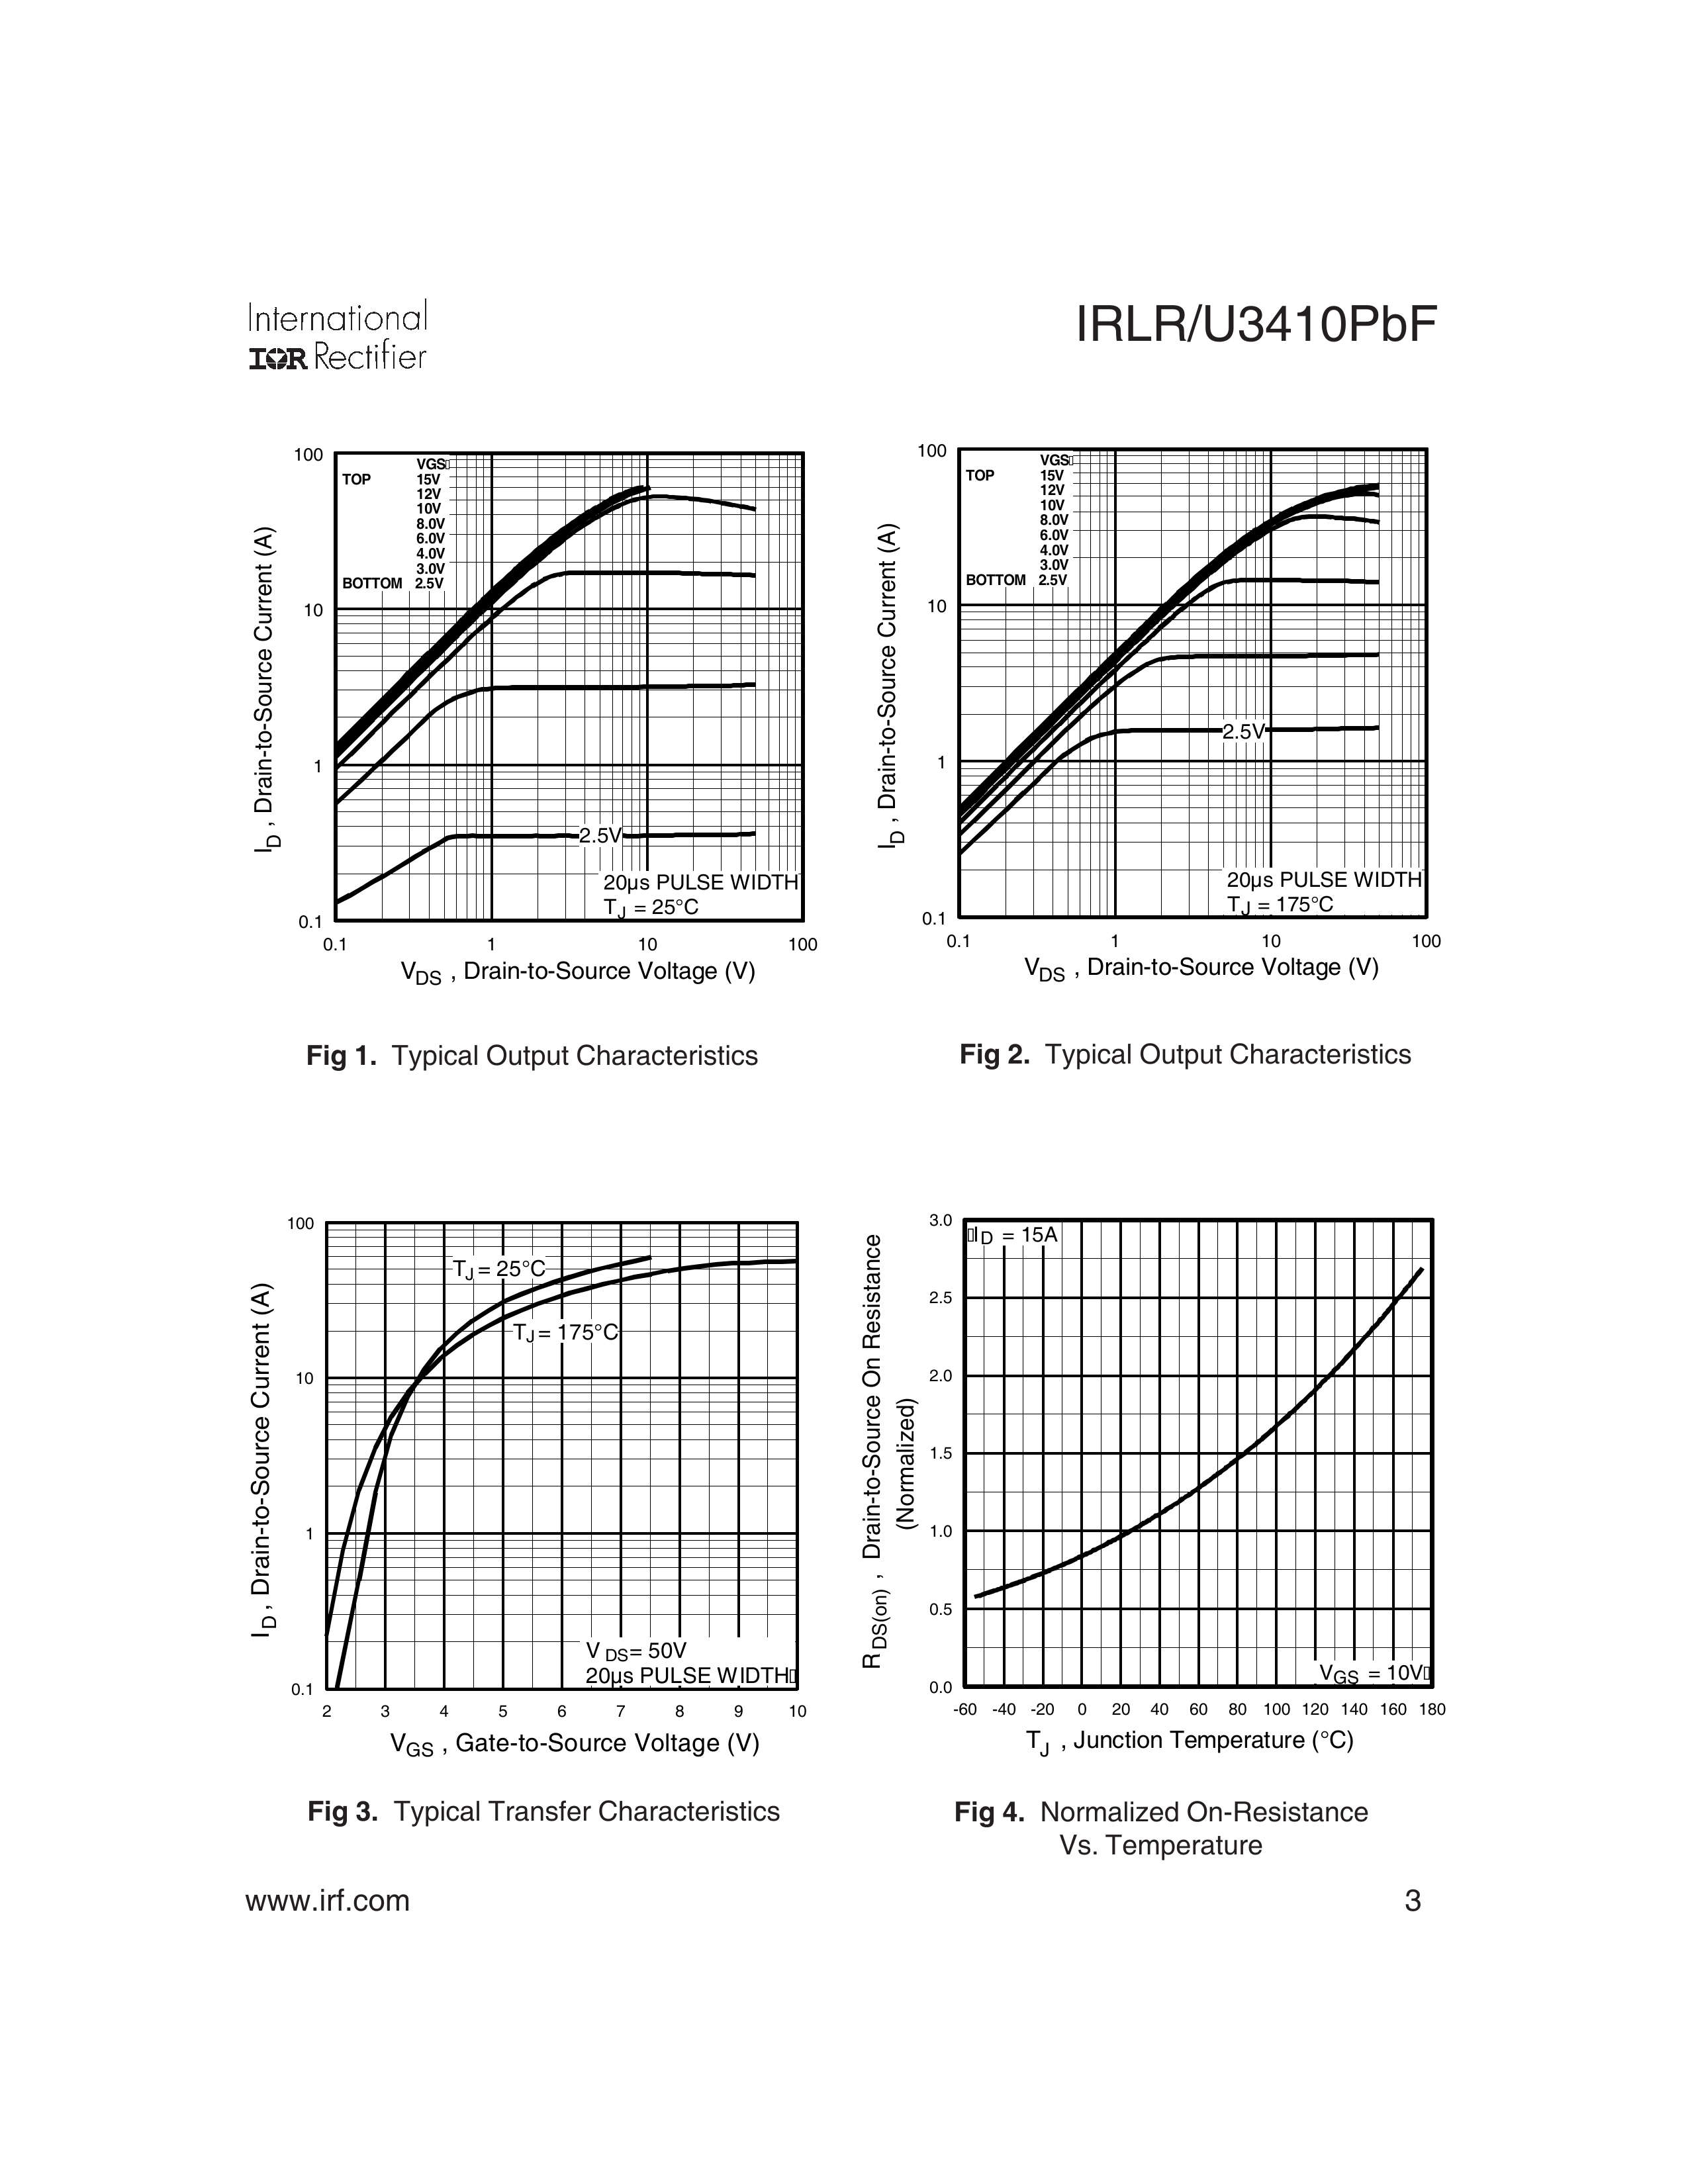 International
IOR Rectifier
IRLR/U3410PbF
100
10
1
0.1
0.1 1 10 100
I D , Drain-to-Source Current (A)
VDS , Drain-to-Source Voltage (V)
VGS
TOP 15V
12V
10V
8.0V
6.0V
4.0V
3.0V
BOTTOM 2.5V
2.5V
20µs PULSE WIDTH
TJ = 25°C
Fig 1. Typical Output Characteristics
100
10
1
0.1
0.1 1 10 100
I D , Drain-to-Source Current (A)
VDS , Drain-to-Source Voltage (V)
VGS
TOP 15V
12V
10V
8.0V
6.0V
4.0V
3.0V
BOTTOM 2.5V
2.5V
20µs PULSE WIDTH
TJ = 175°C
Fig 2. Typical Output Characteristics
100
10
1
0.1
2 3 4 5 6 7 8 9 10
I D , Drain-to-Source Current (A)
VGS , Gate-to-Source Voltage (V)
TJ = 25°C
TJ = 175°C
V DS = 50V
20µs PULSE WIDTH
Fig 3. Typical Transfer Characteristics
3.0
2.5
2.0
1.5
1.0
0.5
0.0
-60 -40 -20 0 20 40 60 80 100 120 140 160 180
R DS(on) , Drain-to-Source On Resistance
(Normalized)
TJ , Junction Temperature (°C)
I D = 15A
VGS = 10V
Fig 4. Normalized On-Resistance
Vs. Temperature
www.irf.com
3